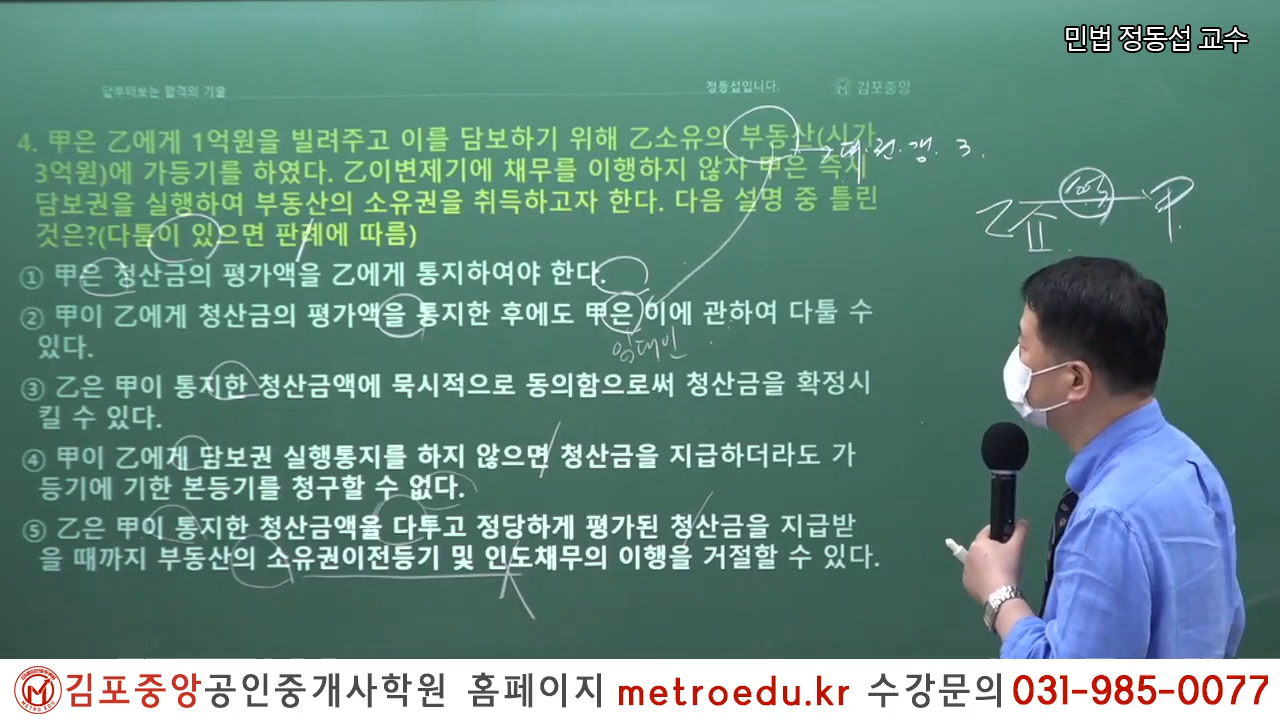 민법 정동섭 교수
답부터보는 합격의 기술
정동섭입니다.
김포중앙
4. 甲은 乙에게 1억원을 빌려주고 이를 담보하기 위해 乙소유의 부동산(시가
3억원)에 가등기를 하였다. 乙이변제기에 채무를 이행하지 않자 甲은 즉시
담보권을 실행하여 부동산의 소유권을 취득하고자 한다. 다음 설명 중 틀린
것은?(다툼이 있으면 판례에 따름)
① 甲은 청산금의 평가액을 乙에게 통지하여야 한다.
② 甲이 乙에게 청산금의 평가액을 통지한 후에도 甲은 이에 관하여 다툴 수
있다.
③ 乙은 甲이 통지한 청산금액에 묵시적으로 동의함으로써 청산금을 확정시
킬 수 있다.
④ 甲이 乙에게 담보권 실행통지를 하지 않으면 청산금을 지급하더라도 가
등기에 기한 본등기를 청구할 수 없다.
⑤ 乙은 甲이 통지한 청산금액을 다투고 정당하게 평가된 청산금을 지급받
을 때까지 부동산의 소유권이전등기 및 인도채무의 이행을 거절할 수 있다.
3.
乙
甲
임대인
METRO EDU
김포중앙공인중개사학원 홈페이지 metroedu.kr 수강문의 031-985-0077